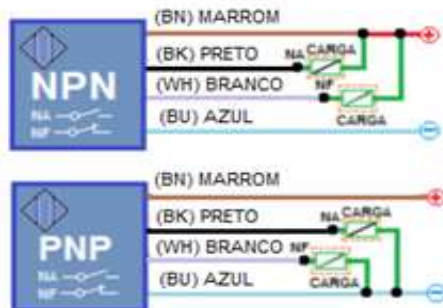 (BN) MARROM
(BK) PRETO NA CARGA
NPN
(WH) BRANCO NF
NA
CARGA
NF
(BU) AZUL
(BN) MARROM
(BK) PRETO NA CARGA
PNP
(WH) BRANCO NF
NA
CARGA
NF
(BU) AZUL